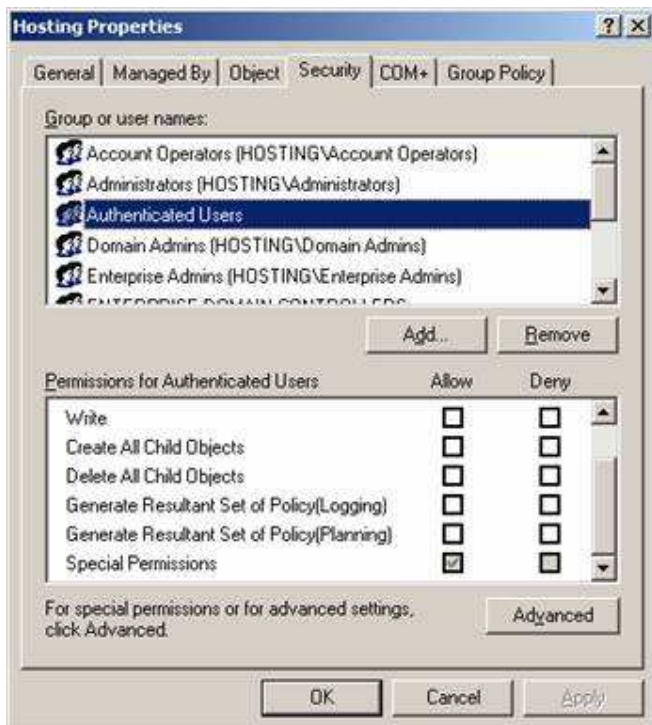 Hosting Properties
General Managed By Object Security COM+ Group Policy
Group or user names:
Account Operators (HOSTING\Account Operators)
Administrators (HOSTING\Administrators)
Authenticated Users
Domain Admins (HOSTING\Domain Admins)
Enterprise Admins (HOSTING\Enterprise Admins)
ENTERPRISE DOMAIN CONTROLLERS
Add... Remove
Permissions for Authenticated Users Allow Deny
Write
Create All Child Objects
Delete All Child Objects
Generate Resultant Set of Policy(Logging)
Generate Resultant Set of Policy(Planning)
Special Permissions
For special permissions or for advanced settings,
click Advanced.
Advanced
OK Cancel Apply